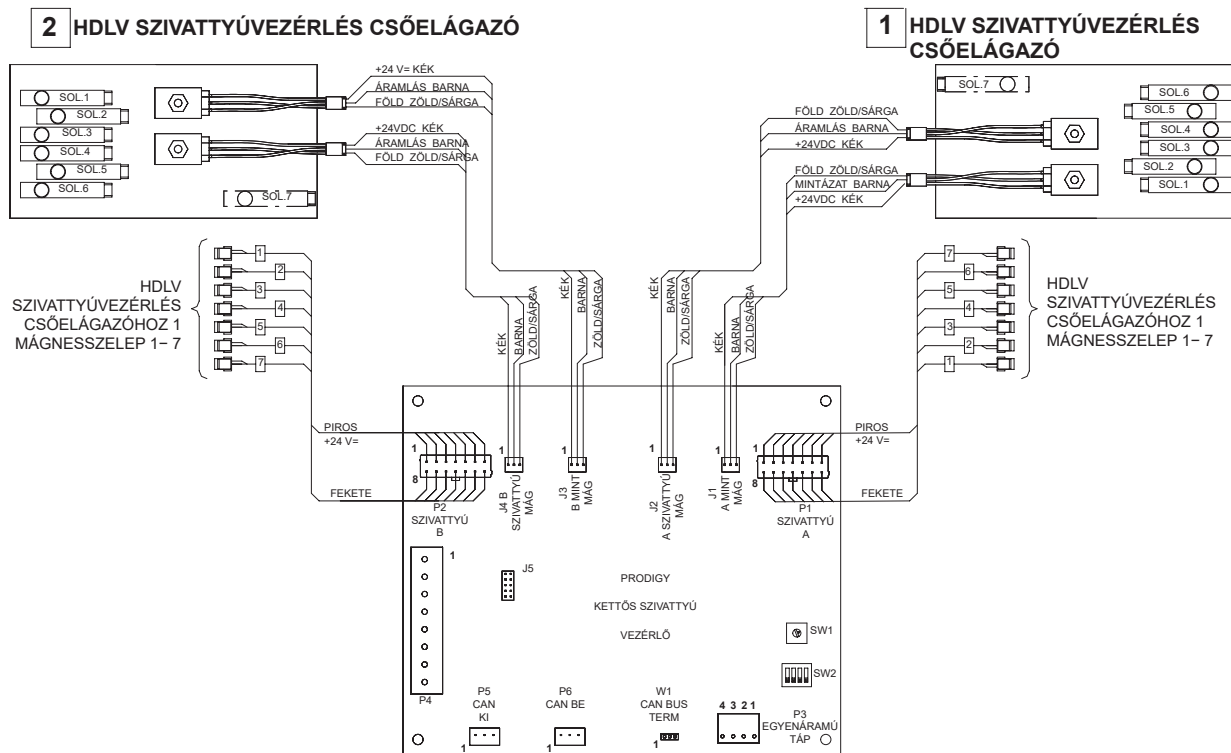 2 HDLV SZIVATTYÚVEZÉRLÉS CSŐELÁGAZÓ
1 HDLV SZIVATTYÚVEZÉRLÉS
CSŐELÁGAZÓ
SOL.1
SOL.2
SOL.3
SOL.4
SOL.5
SOL.6
SOL.7
+24 V= KÉK
ÁRAMLÁS BARNA
FÖLD ZÖLD/SÁRGA
+24VDC KÉK
ÁRAMLÁS BARNA
FÖLD ZÖLD/SÁRGA
FÖLD ZÖLD/SÁRGA
ÁRAMLÁS BARNA
+24VDC KÉK
FÖLD ZÖLD/SÁRGA
MINTÁZAT BARNA
+24VDC KÉK
SOL.7
SOL.6
SOL.5
SOL.4
SOL.3
SOL.2
SOL.1
HDLV
SZIVATTYÚVEZÉRLÉS
CSŐELÁGAZÓHOZ 1
MÁGNESSZELEP 1– 7
1
2
3
4
5
6
7
KÉK
BARNA
ZÖLD/SÁRGA
KÉK
BARNA
ZÖLD/SÁRGA
KÉK
BARNA
ZÖLD/SÁRGA
KÉK
BARNA
ZÖLD/SÁRGA
7
6
5
4
3
2
1
HDLV
SZIVATTYÚVEZÉRLÉS
CSŐELÁGAZÓHOZ 1
MÁGNESSZELEP 1– 7
PIROS
+24 V=
FEKETE
1
8
P2
SZIVATTYÚ
B
1
J4 B
SZIVATTYÚ
MÁG
1
J3
B MINT
MÁG
1
J2
A SZIVATTYÚ
MÁG
1
J1
A MINT
MÁG
1
8
P1
SZIVATTYÚ
A
PIROS
+24 V=
FEKETE
1
P4
J5
PRODIGY
KETTŐS SZIVATTYÚ
VEZÉRLŐ
SW1
SW2
P5
CAN
KI
1
P6
CAN BE
1
W1
CAN BUS
TERM
1
4 3 2 1
P3
EGYENÁRAMÚ
TÁP